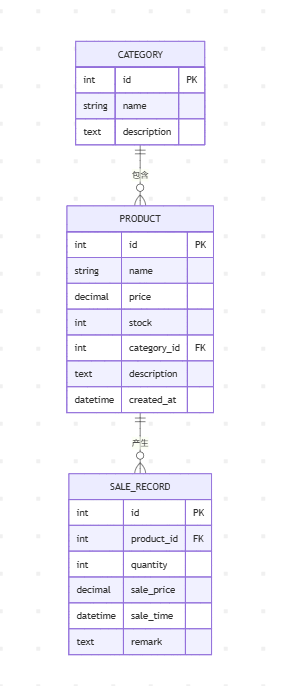 CATEGORY
int id PK
string name
text description
包含
PRODUCT
int id PK
string name
decimal price
int stock
int category_id FK
text description
datetime created_at
产生
SALE_RECORD
int id PK
int product_id FK
int quantity
decimal sale_price
datetime sale_time
text remark